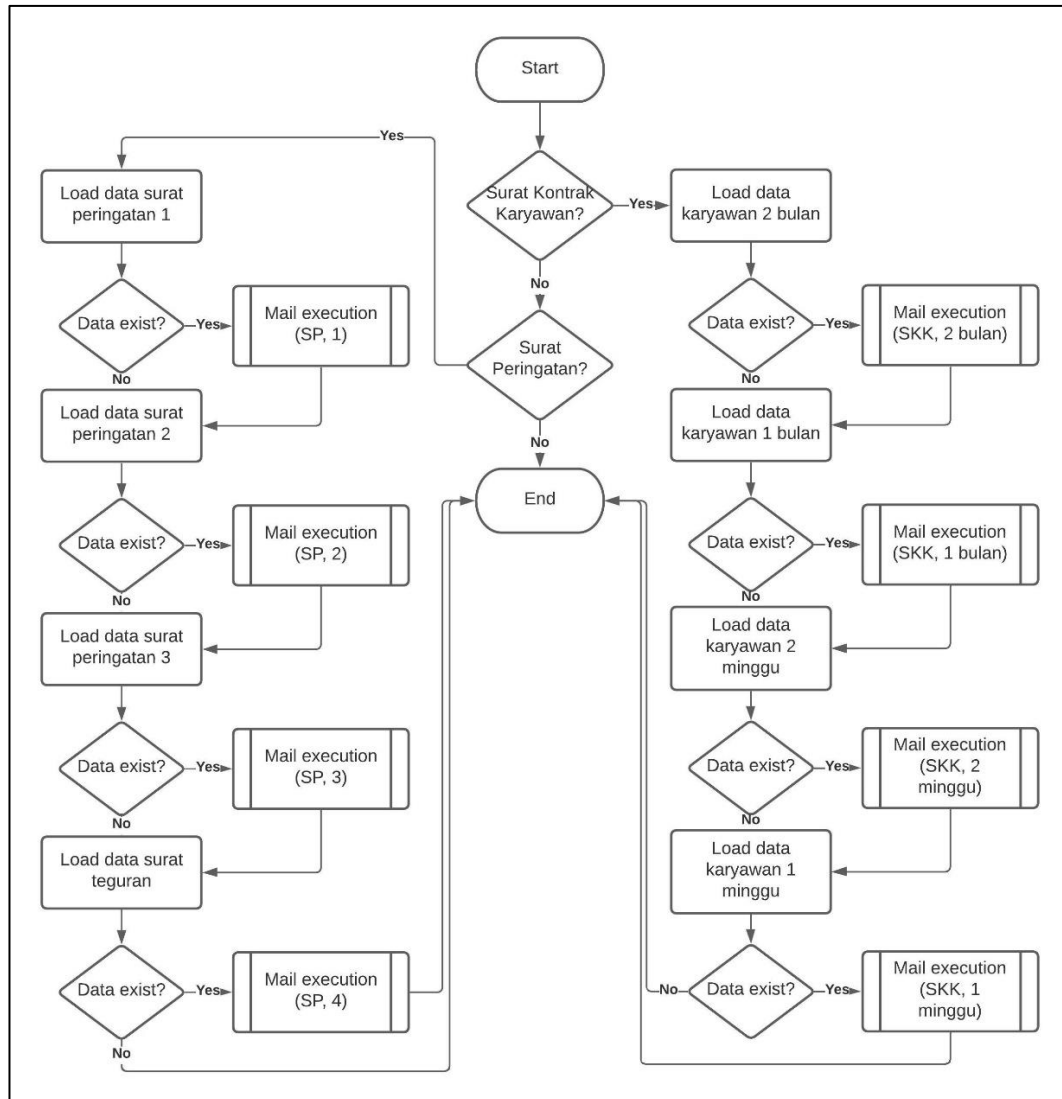 Start
Yes
Load data surat
peringatan 1
Surat Kontrak
Karyawan?
Yes
Load data
karyawan 2 bulan
No
Data exist?
Yes
Mail execution
(SP, 1)
No
Surat
Peringatan?
Data exist?
Yes
Mail execution
(SKK, 2 bulan)
No
Load data surat
peringatan 2
No
Load data
karyawan 1 bulan
End
Data exist?
Yes
Mail execution
(SP, 2)
No
Data exist?
Yes
Mail execution
(SKK, 1 bulan)
No
Load data surat
peringatan 3
Load data
karyawan 2
minggu
Data exist?
Yes
Mail execution
(SP, 3)
No
Data exist?
Yes
Mail execution
(SKK, 2
minggu)
No
Load data surat
teguran
Load data
karyawan 1
minggu
Data exist?
Yes
Mail execution
(SP, 4)
No
No
Data exist?
Yes
Mail execution
(SKK, 1
minggu)